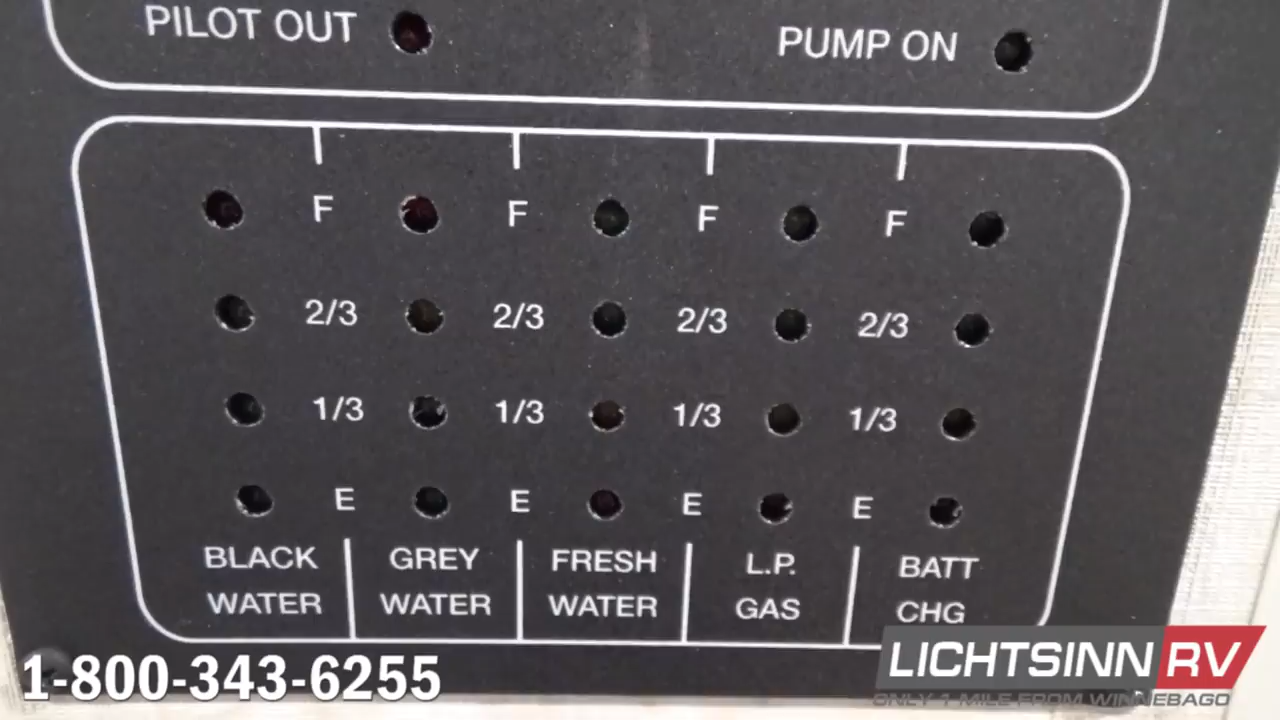 PILOT OUT
PUMP ON
F F F F
2/3 2/3 2/3 2/3
1/3 1/3 1/3 1/3
E E E E
BLACK WATER
GREY WATER
FRESH WATER
L.P. GAS
BATT CHG
1-800-343-6255
LICHTSINN RV
ONLY 1 MILE FROM WINNEBAGO